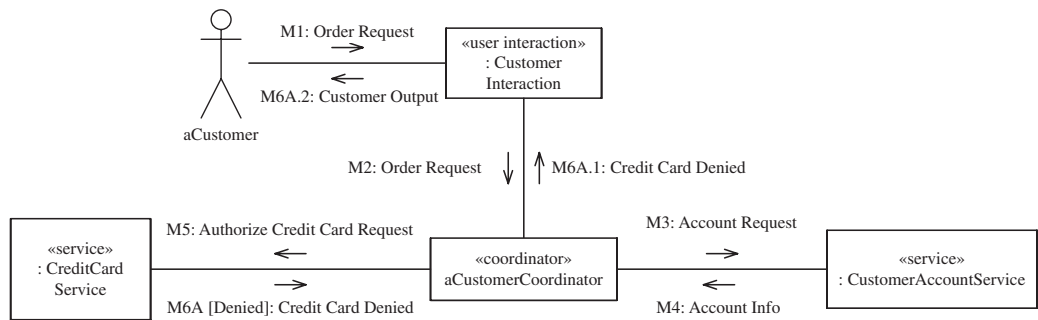 M1: Order Request
«user interaction»
: Customer
Interaction
M6A.2: Customer Output
aCustomer
M2: Order Request
M6A.1: Credit Card Denied
M5: Authorize Credit Card Request
M3: Account Request
«service»
: CreditCard
Service
«coordinator»
aCustomerCoordinator
«service»
: CustomerAccountService
M6A [Denied]: Credit Card Denied
M4: Account Info